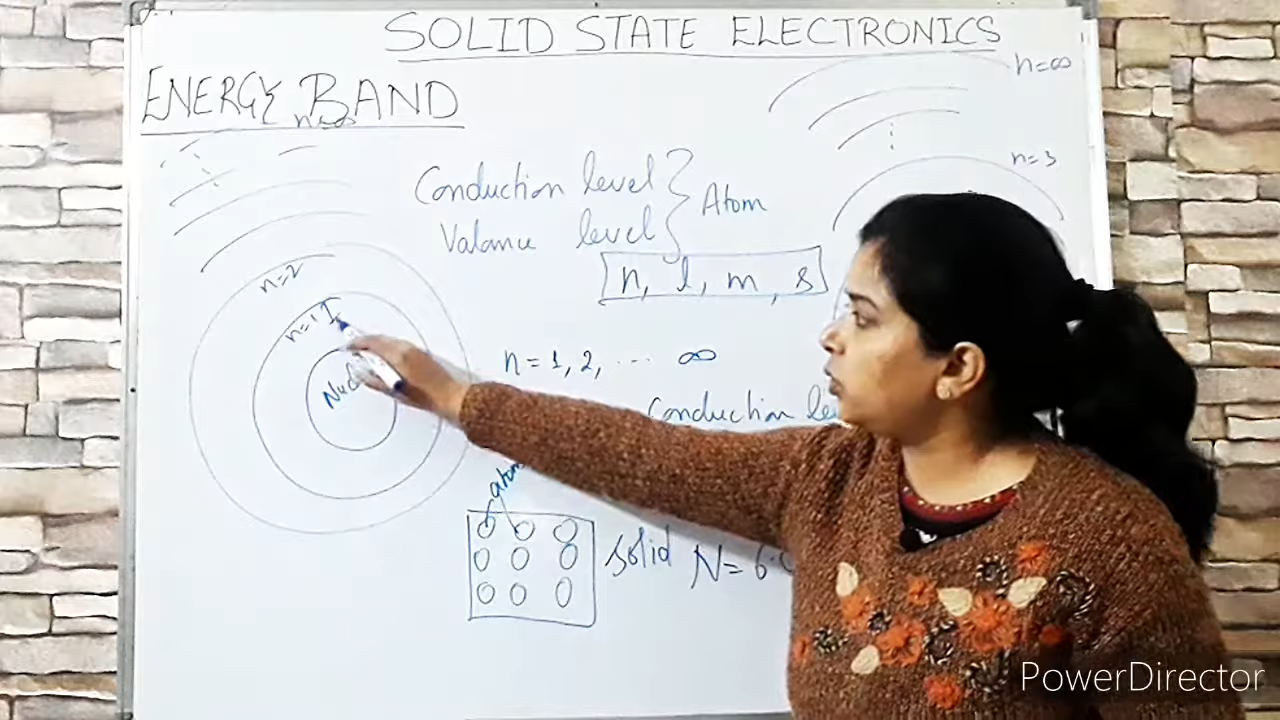 SOLID STATE ELECTRONICS
ENERGY BAND
n=∞
n=∞
n=3
Conduction level
Valance level
Atom
n, l, m, s
n=2
n=1 I
n = 1, 2, .... ∞
Conduction le
atom
Solid N = 6.
PowerDirector